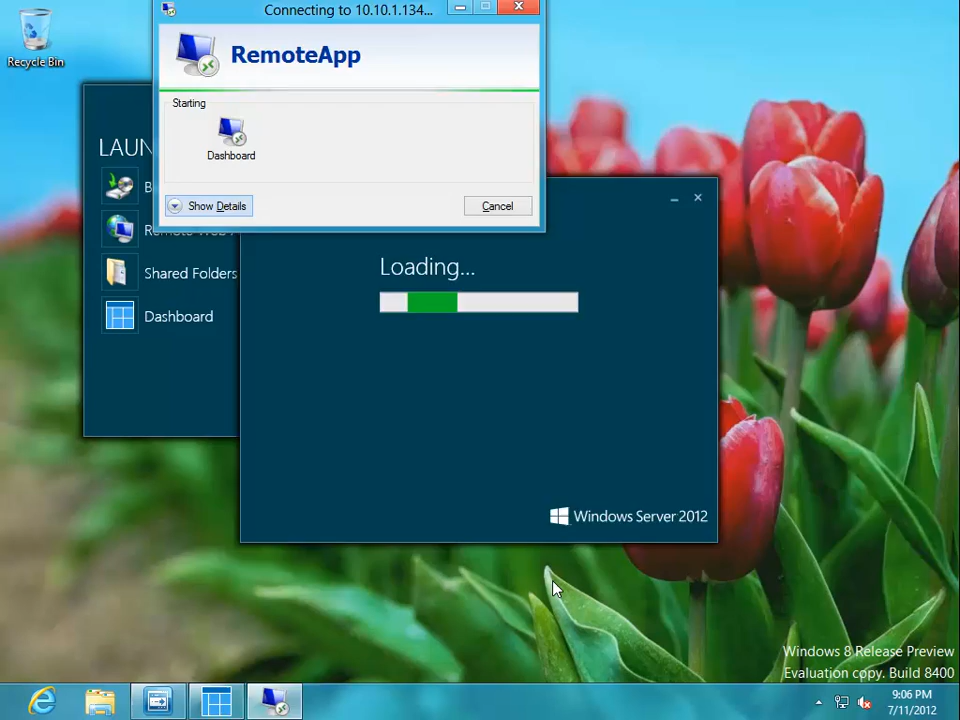 Connecting to 10.10.1.134...
Recycle Bin
RemoteApp
Starting
Dashboard
Show Details
Cancel
LAUN
B
Shared Folders
Dashboard
Loading...
Windows Server 2012
Windows 8 Release Preview
Evaluation copy. Build 8400
9:06 PM
7/11/2012